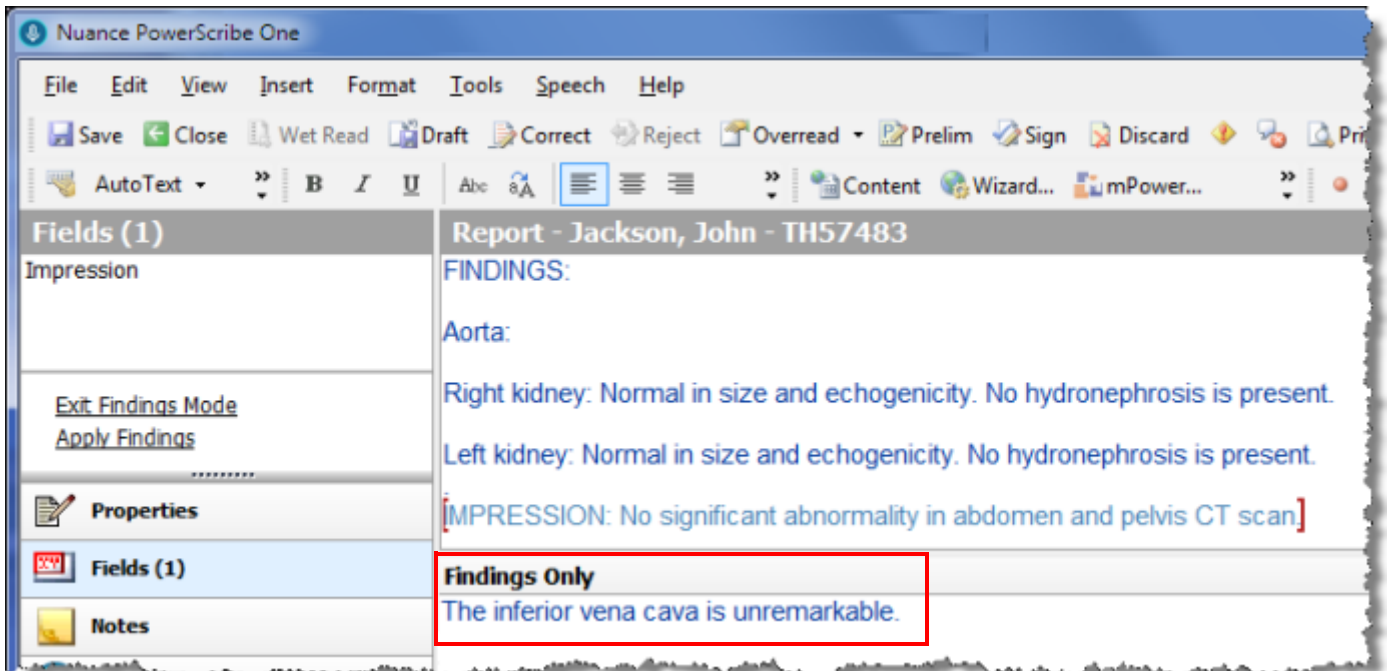 Nuance PowerScribe One
File Edit View Insert Format Tools Speech Help
Save Close Wet Read Draft Correct Reject Overread Prelim Sign Discard Pri
AutoText B I U Abc aA Content Wizard... mPower...
Fields (1)
Report - Jackson, John - TH57483
Impression
FINDINGS:
Aorta:
Right kidney: Normal in size and echogenicity. No hydronephrosis is present.
Exit Findings Mode
Apply Findings
Left kidney: Normal in size and echogenicity. No hydronephrosis is present.
Properties
[IMPRESSION: No significant abnormality in abdomen and pelvis CT scan.]
Fields (1)
Findings Only
The inferior vena cava is unremarkable.
Notes